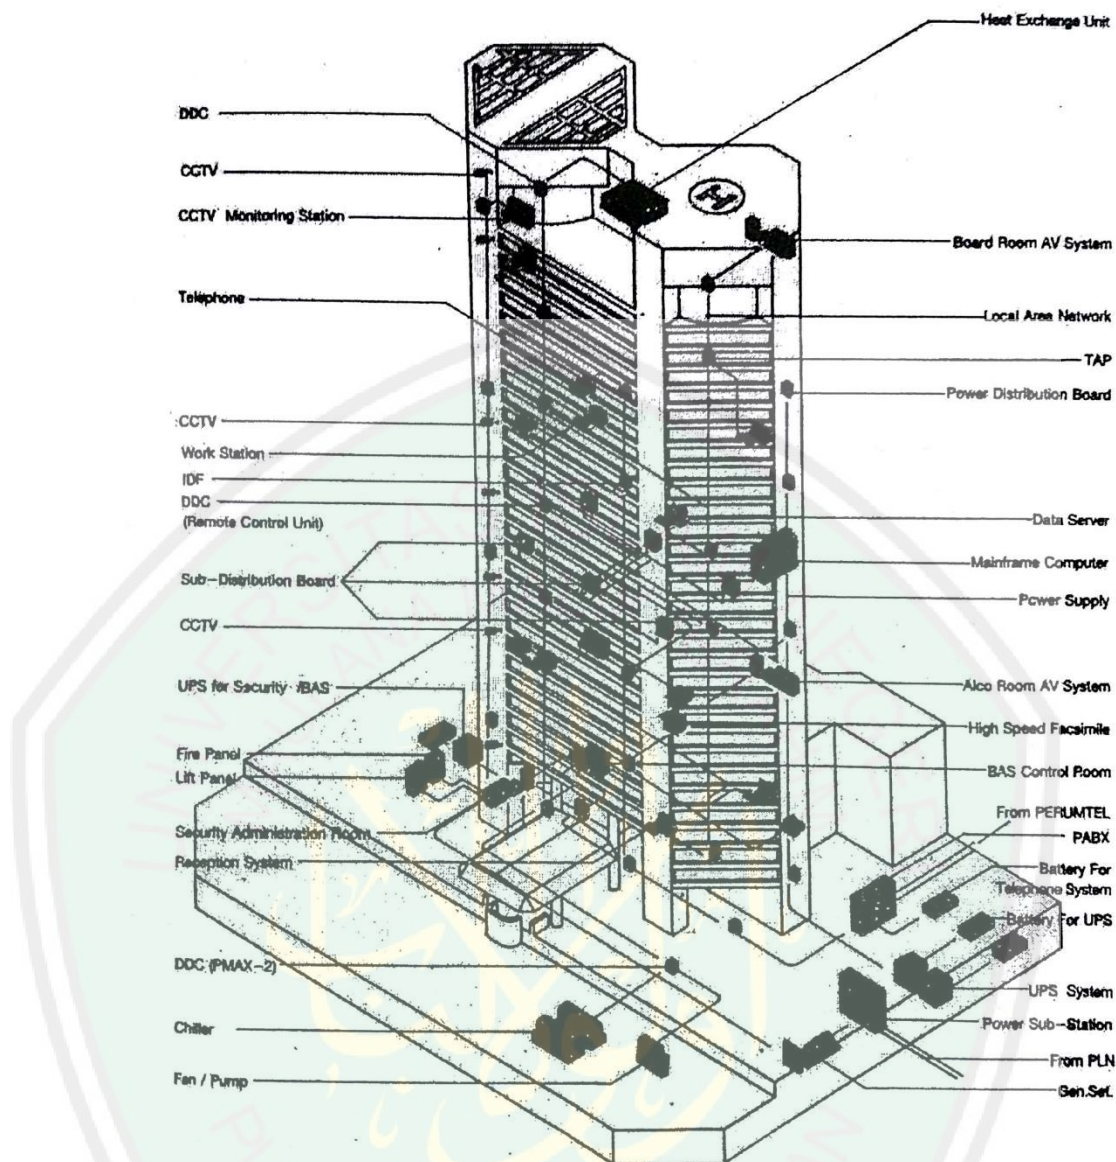 DDC
CCTV
CCTV Monitoring Station
Telephone
CCTV
Work Station
IDF
DDC
(Remote Control Unit)
Sub-Distribution Board
CCTV
UPS for Security /BAS
Fire Panel
Lift Panel
Security Administration Room
Reception System
DDC (PMAX-2)
Chiller
Fan / Pump
H
Heat Exchange Unit
Board Room AV System
Local Area Network
TAP
Power Distribution Board
Data Server
Mainframe Computer
Power Supply
Alco Room AV System
High Speed Facsimile
BAS Control Room
From PERUMTEL
PABX
Battery For
Telephone System
Battery For UPS
UPS System
Power Sub-Station
From PLN
Gen.Set.